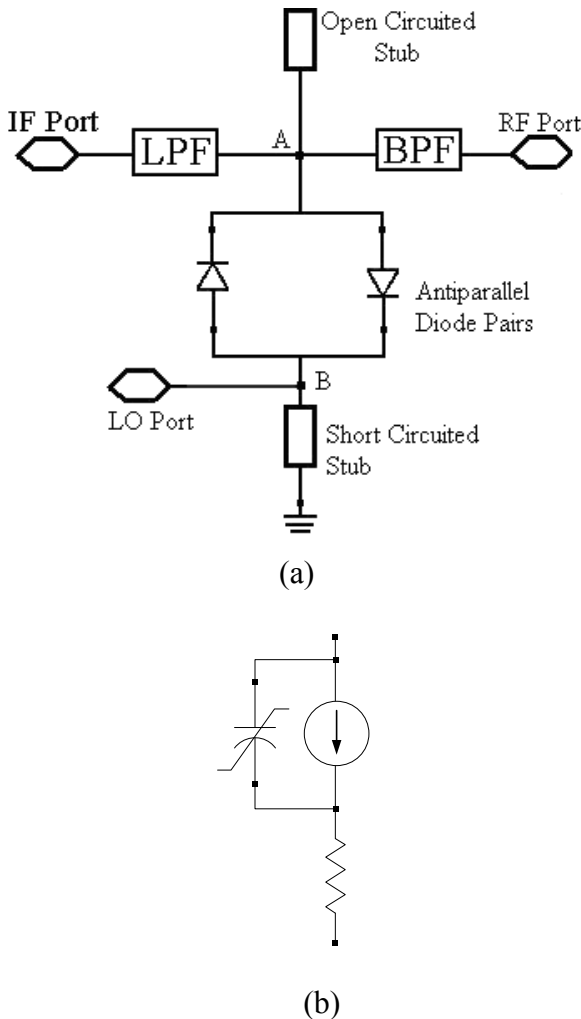 Open Circuited
Stub
IF Port
LPF
A
BPF
RF Port
Antiparallel
Diode Pairs
B
LO Port
Short Circuited
Stub
(a)
(b)